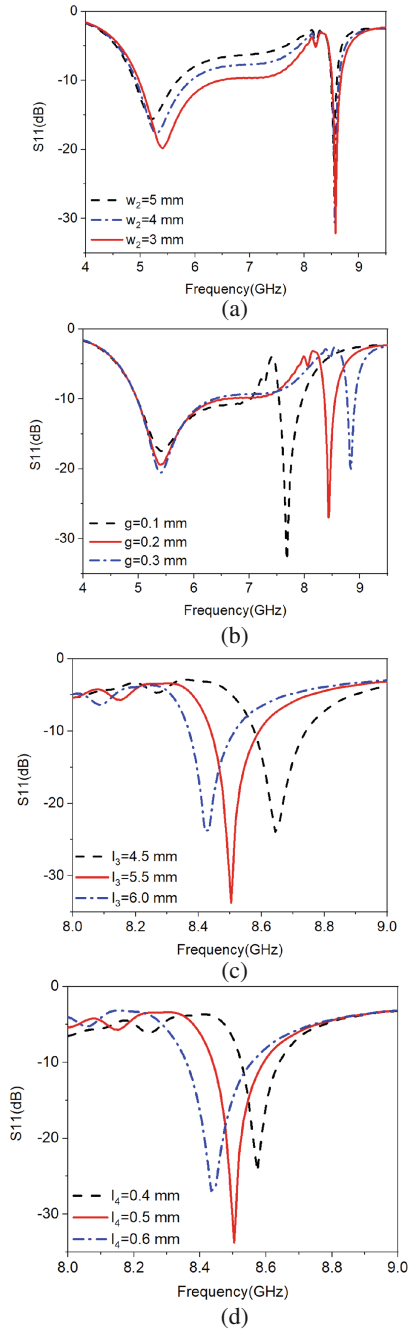 0
-10
-20
-30
S11(dB)
w₂=5 mm
w₂=4 mm
w₂=3 mm
4 5 6 7 8 9
Frequency(GHz)
(a)
0
-10
-20
-30
S11(dB)
g=0.1 mm
g=0.2 mm
g=0.3 mm
4 5 6 7 8 9
Frequency(GHz)
(b)
0
-10
-20
-30
S11(dB)
l₃=4.5 mm
l₃=5.5 mm
l₃=6.0 mm
8.0 8.2 8.4 8.6 8.8 9.0
Frequency(GHz)
(c)
0
-10
-20
-30
S11(dB)
l₄=0.4 mm
l₄=0.5 mm
l₄=0.6 mm
8.0 8.2 8.4 8.6 8.8 9.0
Frequency(GHz)
(d)